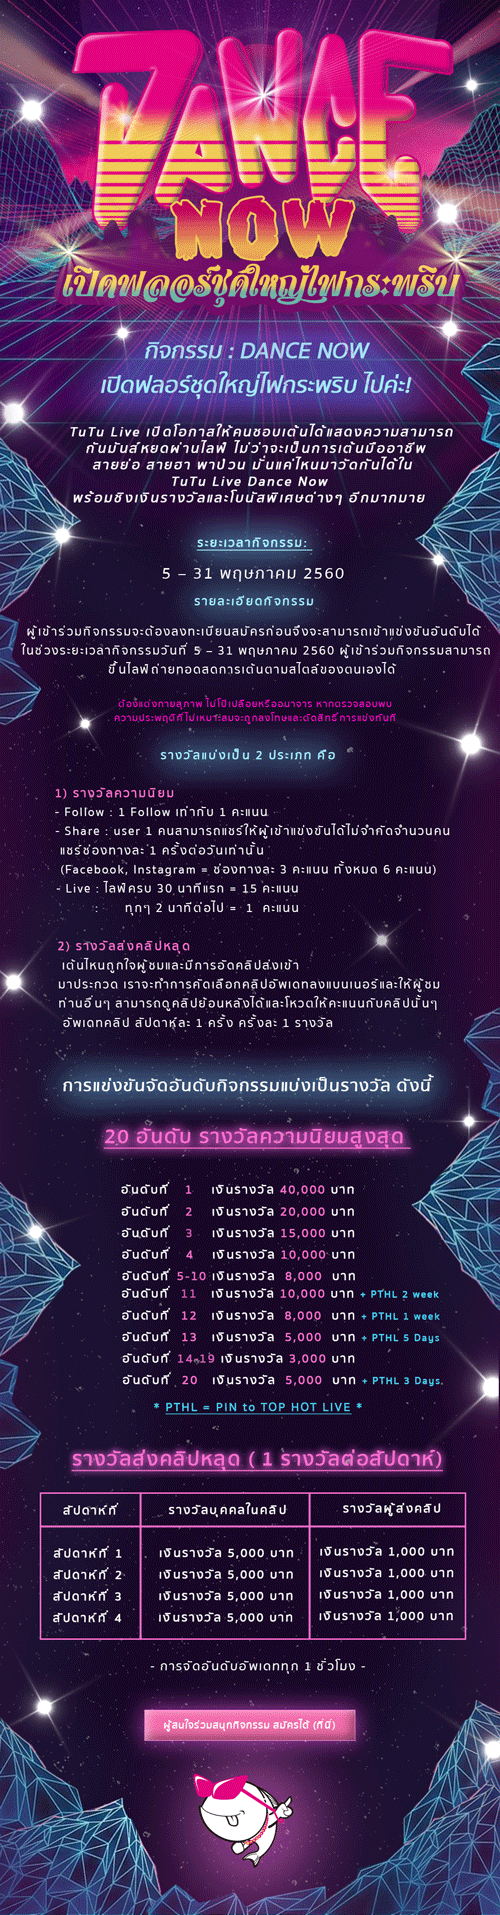 DANCE
NOW
เปิดฟลอร์ชุดใหญ่ไฟกระพริบ
กิจกรรม : DANCE NOW
เปิดฟลอร์ชุดใหญ่ไฟกระพริบ ไปค่ะ!
TuTu Live เปิดโอกาสให้คนชอบเต้นได้แสดงความสามารถ
กันมันส์หยดผ่านไลฟ์ ไม่ว่าจะเป็นการเต้นมืออาชีพ
สายย่อ สายฮา พาป่วน มั่นแค่ไหนมาวัดกันได้ใน
TuTu Live Dance Now
พร้อมชิงเงินรางวัลและโบนัสพิเศษต่างๆ อีกมากมาย
ระยะเวลากิจกรรม:
5 – 31 พฤษภาคม 2560
รายละเอียดกิจกรรม
ผู้เข้าร่วมกิจกรรมจะต้องลงทะเบียนสมัครก่อนจึงจะสามารถเข้าแข่งขันอันดับได้
ในช่วงระยะเวลากิจกรรมวันที่ 5 – 31 พฤษภาคม 2560 ผู้เข้าร่วมกิจกรรมสามารถ
ขึ้นไลฟ์ถ่ายทอดสดการเต้นตามสไตล์ของตนเองได้
ต้องแต่งกายสุภาพ ไม่โป๊เปลือยหรืออนาจาร หากตรวจสอบพบ
ความประพฤติที่ไม่เหมาะสมจะถูกลงโทษและตัดสิทธิ์การแข่งทันที
รางวัลแบ่งเป็น 2 ประเภท คือ
1) รางวัลความนิยม
- Follow : 1 Follow เท่ากับ 1 คะแนน
- Share : user 1 คนสามารถแชร์ให้ผู้เข้าแข่งขันได้ไม่จำกัดจำนวนคน
แชร์ช่องทางละ 1 ครั้งต่อวันเท่านั้น
(Facebook, Instagram = ช่องทางละ 3 คะแนน ทั้งหมด 6 คะแนน)
- Live : ไลฟ์ครบ 30 นาทีแรก = 15 คะแนน
: ทุกๆ 2 นาทีต่อไป = 1 คะแนน
2) รางวัลส่งคลิปหลุด
เต้นไหนถูกใจผู้ชมและมีการอัดคลิปส่งเข้า
มาประกวด เราจะทำการคัดเลือกคลิปอัพเดทลงแบนเนอร์และให้ผู้ชม
ท่านอื่นๆ สามารถดูคลิปย้อนหลังได้และโหวตให้คะแนนกับคลิปนั้นๆ
อัพเดทคลิป สัปดาห์ละ 1 ครั้ง ครั้งละ 1 รางวัล
การแข่งขันจัดอันดับกิจกรรมแบ่งเป็นรางวัล ดังนี้
20 อันดับ รางวัลความนิยมสูงสุด
อันดับที่ 1 เงินรางวัล 40,000 บาท
อันดับที่ 2 เงินรางวัล 20,000 บาท
อันดับที่ 3 เงินรางวัล 15,000 บาท
อันดับที่ 4 เงินรางวัล 10,000 บาท
อันดับที่ 5-10 เงินรางวัล 8,000 บาท
อันดับที่ 11 เงินรางวัล 10,000 บาท + PTHL 2 week
อันดับที่ 12 เงินรางวัล 8,000 บาท + PTHL 1 week
อันดับที่ 13 เงินรางวัล 5,000 บาท + PTHL 5 Days
อันดับที่ 14-19 เงินรางวัล 3,000 บาท
อันดับที่ 20 เงินรางวัล 5,000 บาท + PTHL 3 Days.
* PTHL = PIN to TOP HOT LIVE *
รางวัลส่งคลิปหลุด ( 1 รางวัลต่อสัปดาห์)
สัปดาห์ที่ รางวัลบุคคลในคลิป รางวัลผู้ส่งคลิป
สัปดาห์ที่ 1 เงินรางวัล 5,000 บาท เงินรางวัล 1,000 บาท
สัปดาห์ที่ 2 เงินรางวัล 5,000 บาท เงินรางวัล 1,000 บาท
สัปดาห์ที่ 3 เงินรางวัล 5,000 บาท เงินรางวัล 1,000 บาท
สัปดาห์ที่ 4 เงินรางวัล 5,000 บาท เงินรางวัล 1,000 บาท
- การจัดอันดับอัพเดททุก 1 ชั่วโมง -
ผู้สนใจร่วมสนุกกิจกรรม สมัครได้ (ที่นี่)